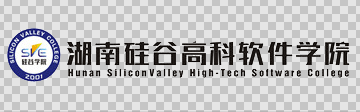 SILICON VALLEY COLLEGE
SVC
硅谷学院
2001
湖南硅谷高科软件学院
Hunan SiliconValley High-Tech Software College